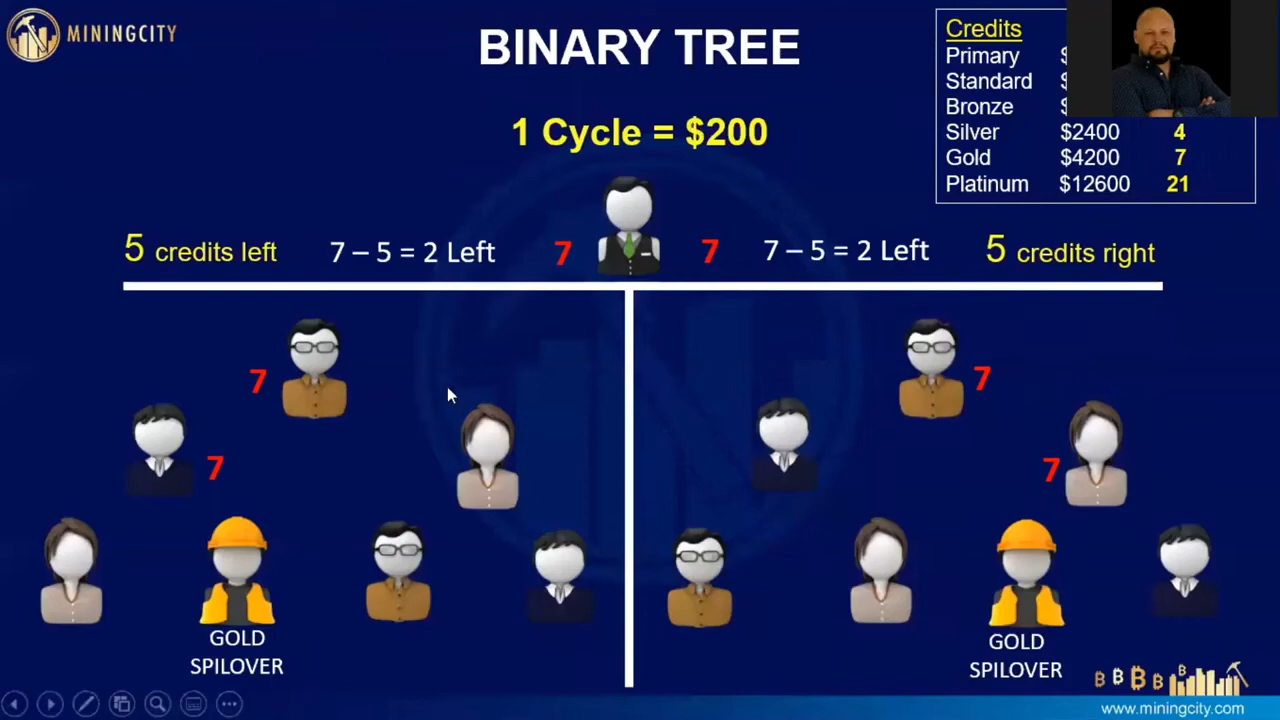 MININGCITY
BINARY TREE
1 Cycle = $200
Credits
Primary $
Standard $
Bronze $
Silver $2400 4
Gold $4200 7
Platinum $12600 21
5 credits left 7 – 5 = 2 Left 7 7 7 – 5 = 2 Left 5 credits right
7 7
7 7
GOLD
SPILOVER
GOLD
SPILOVER
www.miningcity.com